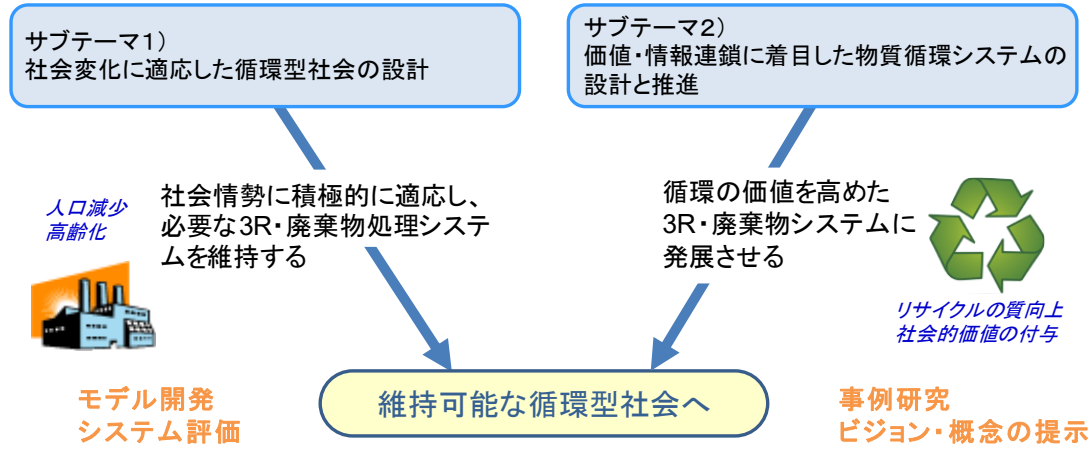 サブテーマ1）
社会変化に適応した循環型社会の設計
サブテーマ2）
価値・情報連鎖に着目した物質循環システムの
設計と推進
人口減少
高齢化
社会情勢に積極的に適応し、
必要な3R・廃棄物処理システ
ムを維持する
循環の価値を高めた
3R・廃棄物システムに
発展させる
リサイクルの質向上
社会的価値の付与
モデル開発
システム評価
維持可能な循環型社会へ
事例研究
ビジョン・概念の提示